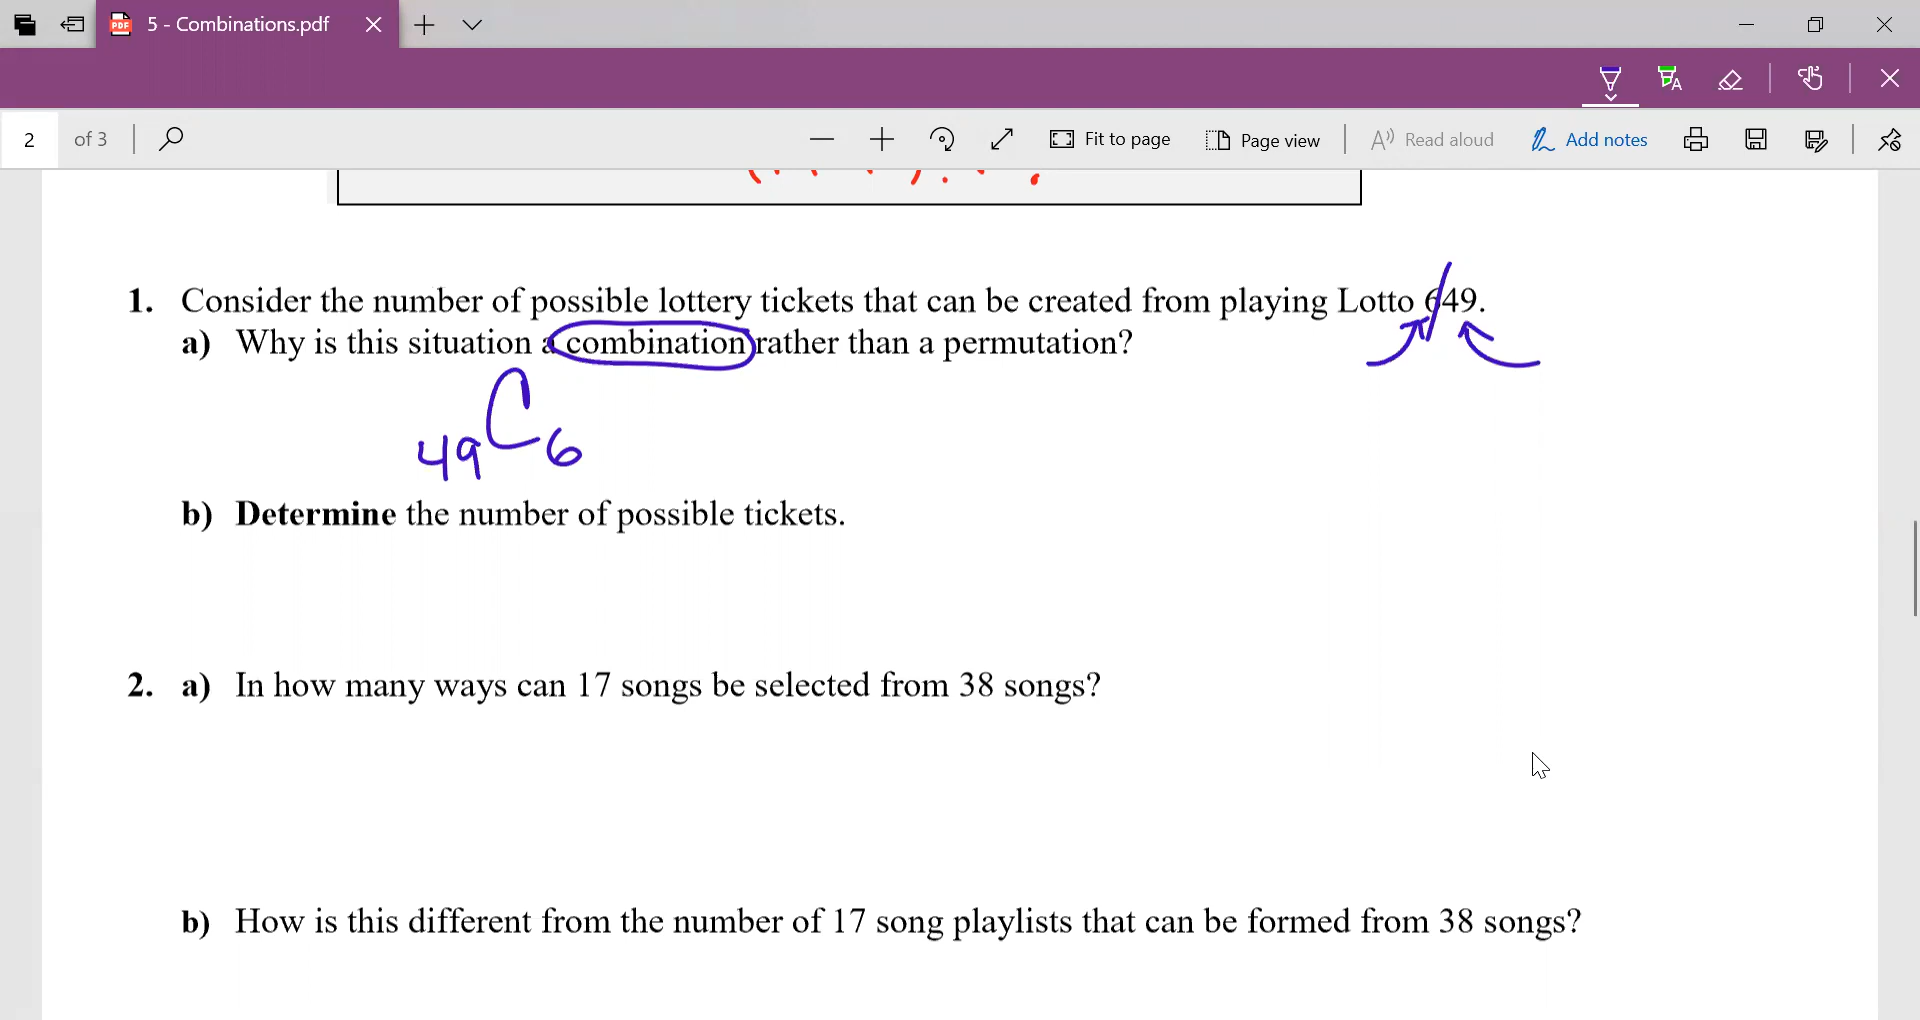 5 - Combinations.pdf
2 of 3 Fit to page Page view Read aloud Add notes
1. Consider the number of possible lottery tickets that can be created from playing Lotto 649.
a) Why is this situation a combination rather than a permutation?
49C6
b) Determine the number of possible tickets.
2. a) In how many ways can 17 songs be selected from 38 songs?
b) How is this different from the number of 17 song playlists that can be formed from 38 songs?